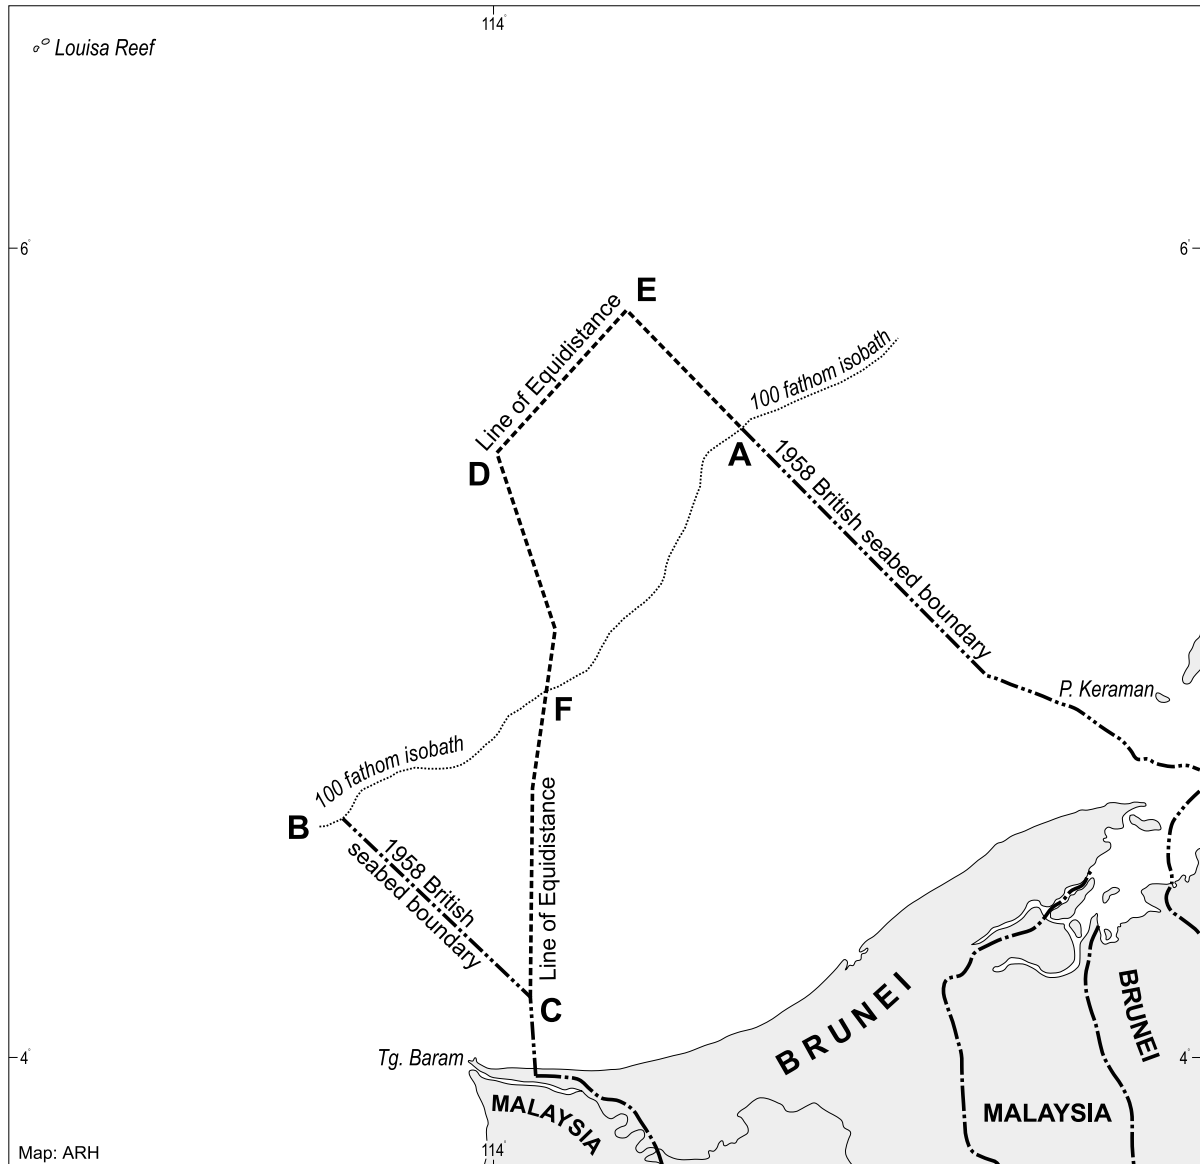 114°
Louisa Reef
6°
6°
E
Line of Equidistance
100 fathom isobath
D
A
1958 British seabed boundary
P. Keraman
F
100 fathom isobath
B
1958 British
seabed boundary
Line of Equidistance
C
BRUNEI
BRUNEI
4°
Tg. Baram
4°
MALAYSIA
MALAYSIA
114°
Map: ARH